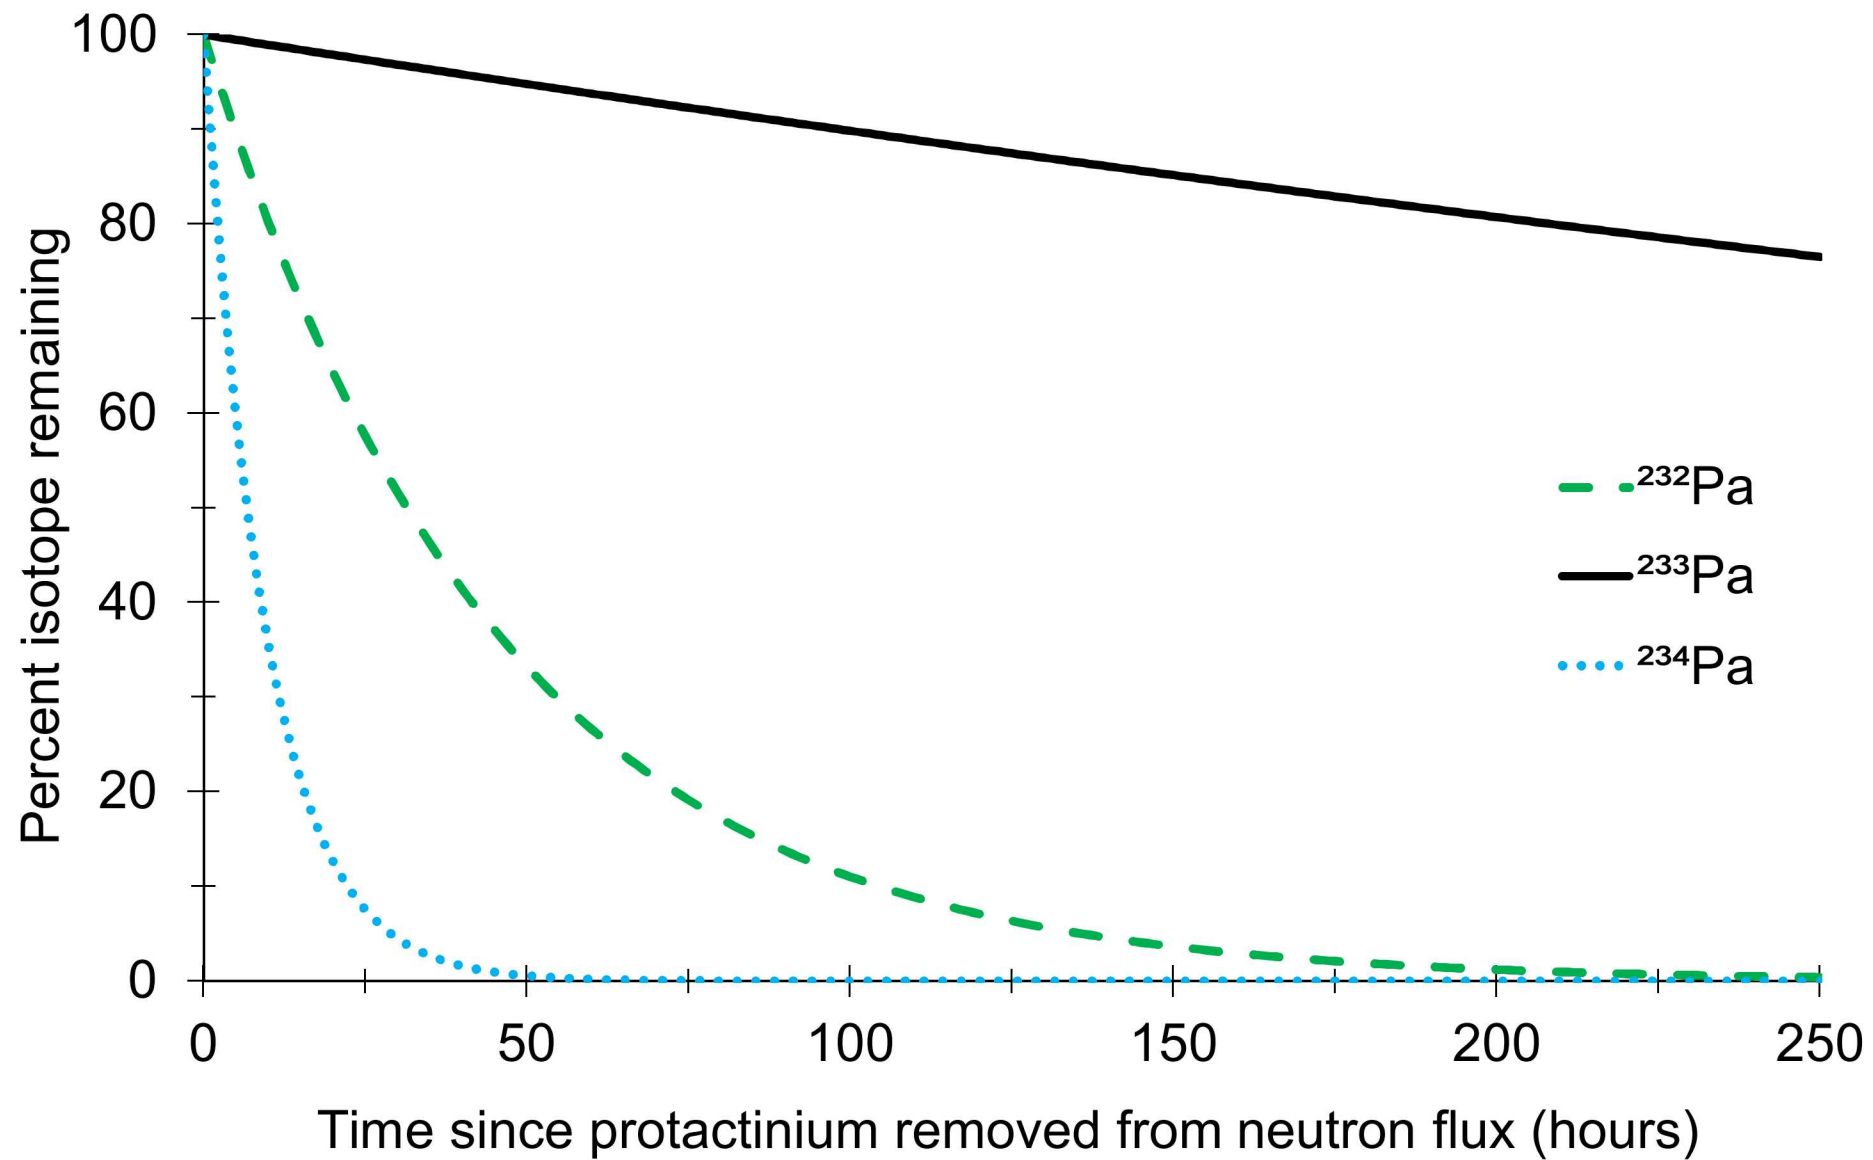 Percent isotope remaining
100
80
60
40
20
0
²³²Pa
²³³Pa
²³⁴Pa
0 50 100 150 200 250
Time since protactinium removed from neutron flux (hours)